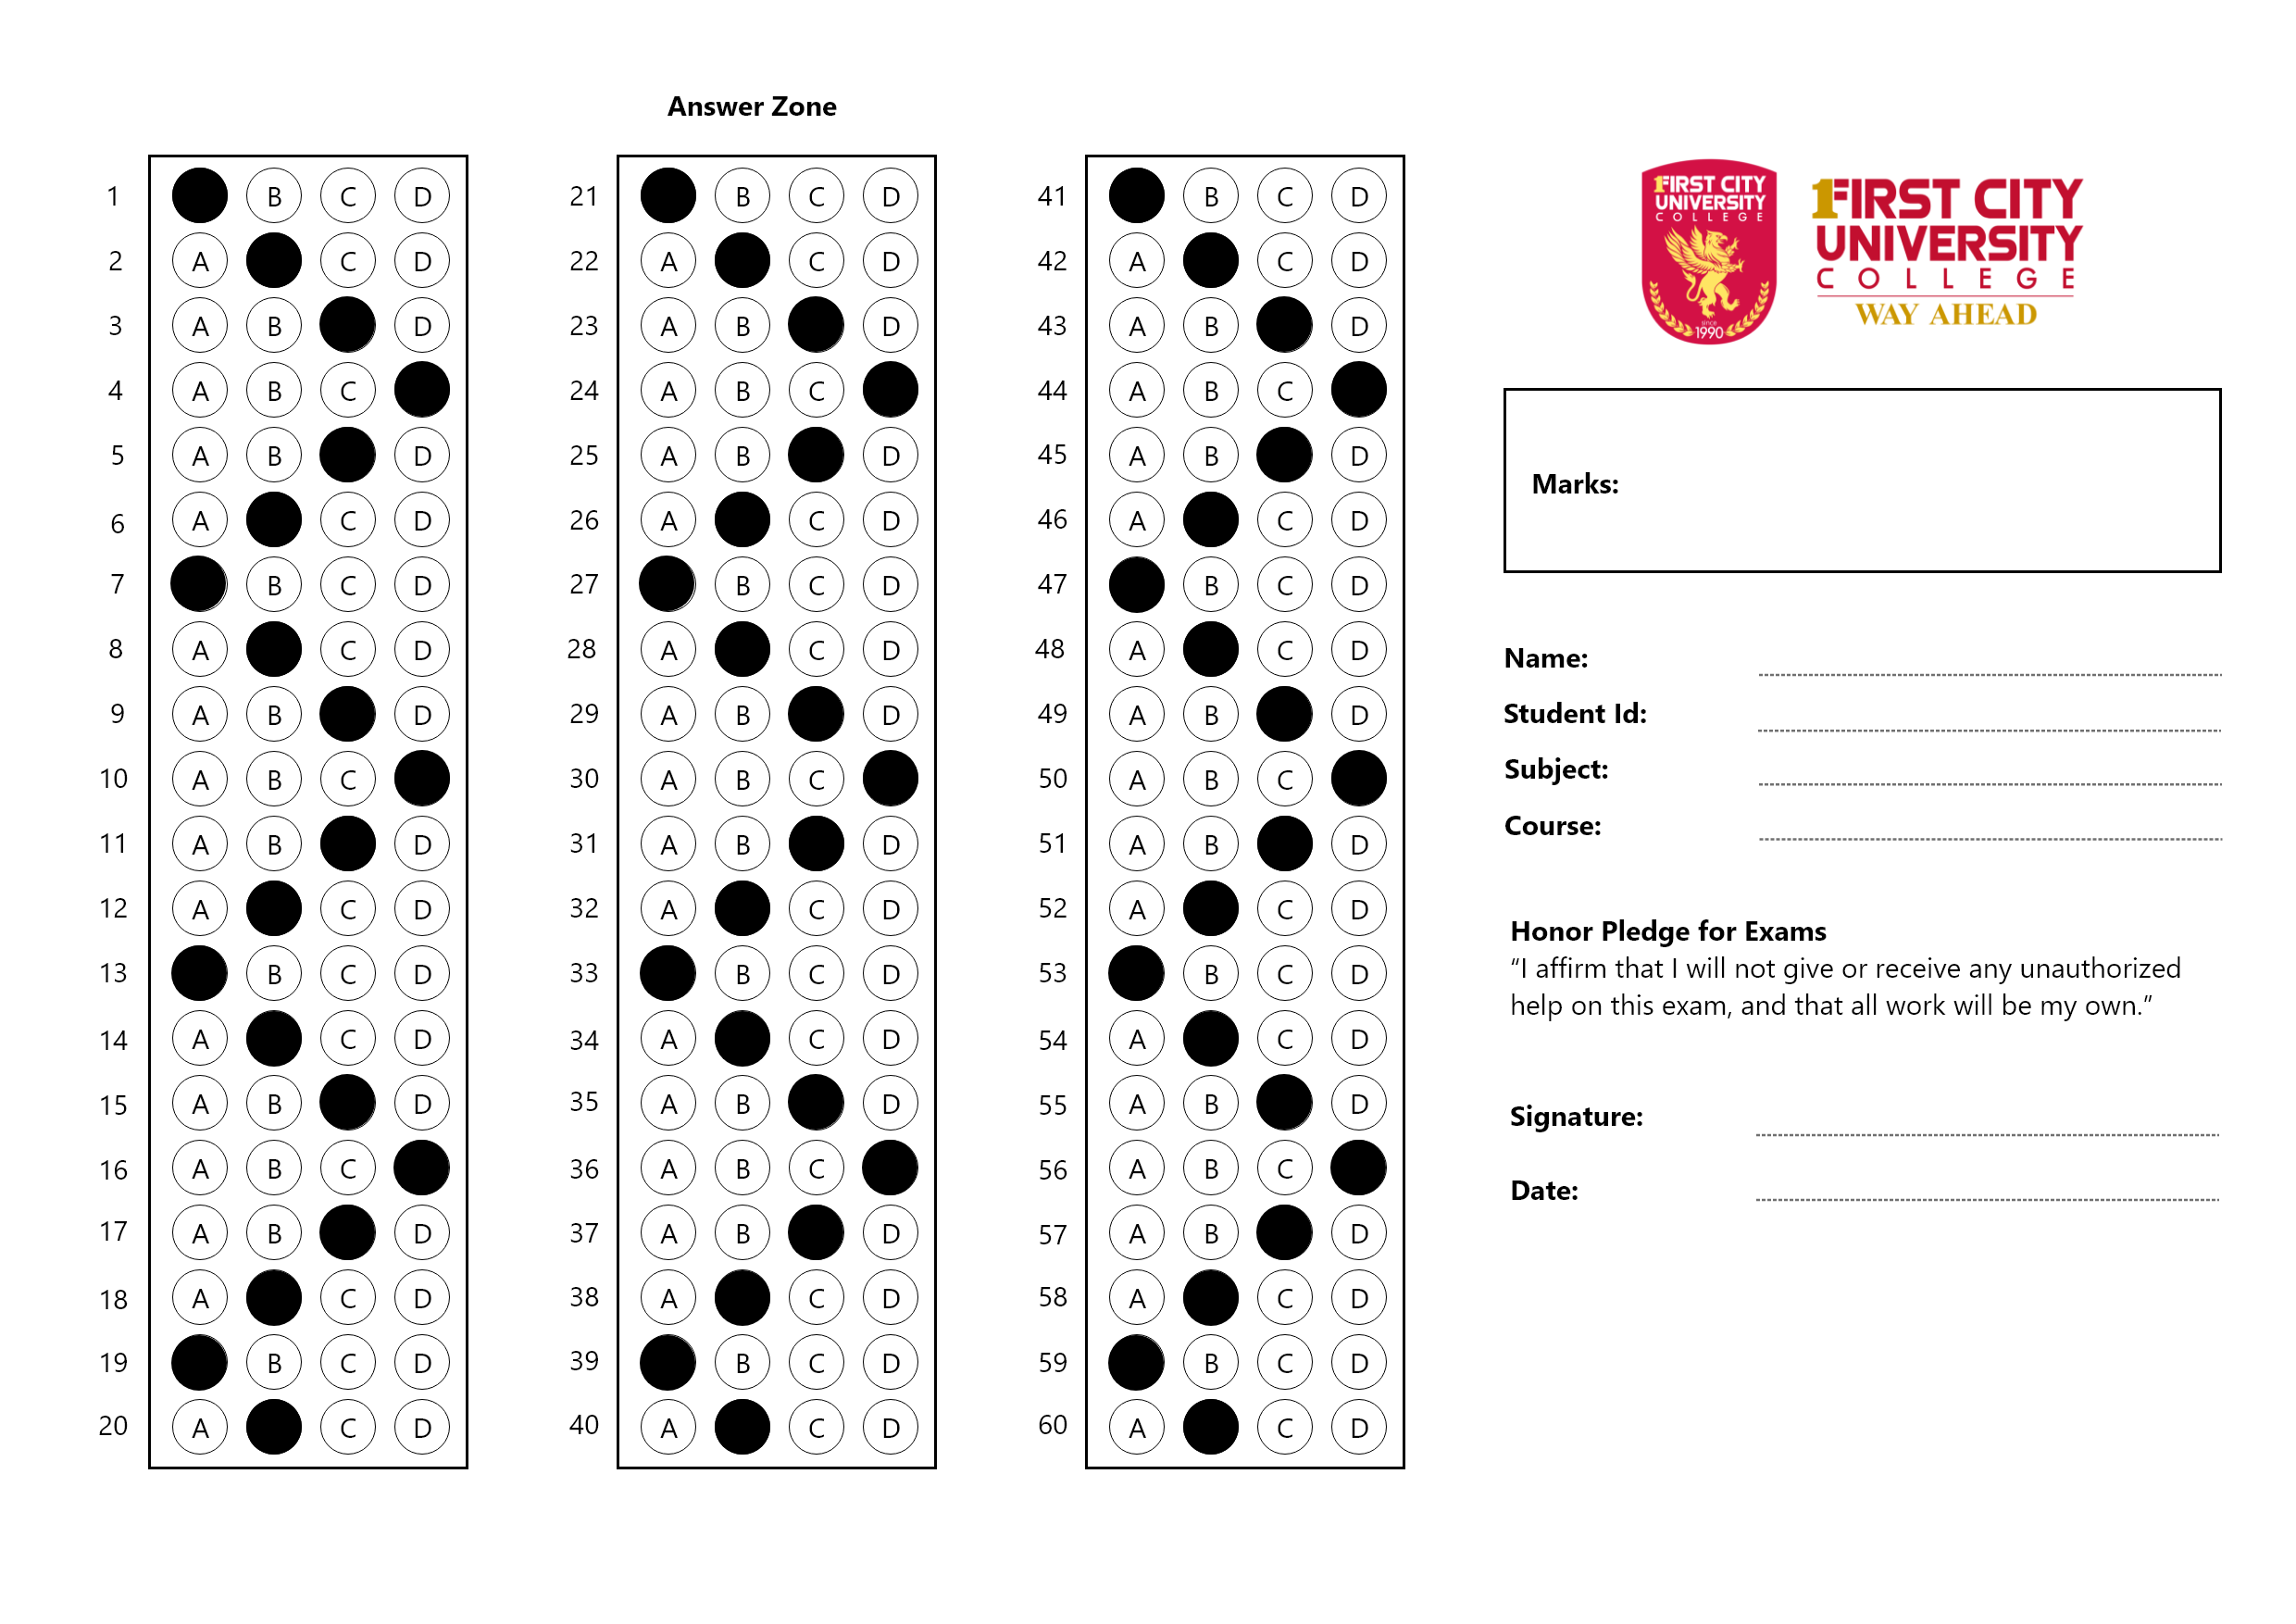 Answer Zone
1 B C D
2 A C D
3 A B D
4 A B C
5 A B D
6 A C D
7 B C D
8 A C D
9 A B D
10 A B C
11 A B D
12 A C D
13 B C D
14 A C D
15 A B D
16 A B C
17 A B D
18 A C D
19 B C D
20 A C D
21 B C D
22 A C D
23 A B D
24 A B C
25 A B D
26 A C D
27 B C D
28 A C D
29 A B D
30 A B C
31 A B D
32 A C D
33 B C D
34 A C D
35 A B D
36 A B C
37 A B D
38 A C D
39 B C D
40 A C D
41 B C D
42 A C D
43 A B D
44 A B C
45 A B D
46 A C D
47 B C D
48 A C D
49 A B D
50 A B C
51 A B D
52 A C D
53 B C D
54 A C D
55 A B D
56 A B C
57 A B D
58 A C D
59 B C D
60 A C D
1FIRST CITY
UNIVERSITY
COLLEGE
since
1990
1FIRST CITY
UNIVERSITY
COLLEGE
WAY AHEAD
Marks:
Name:
Student Id:
Subject:
Course:
Honor Pledge for Exams
“I affirm that I will not give or receive any unauthorized
help on this exam, and that all work will be my own.”
Signature:
Date: